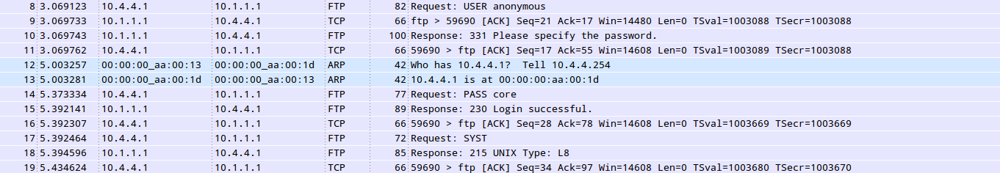 8 3.069123 10.4.4.1 10.1.1.1 FTP 82 Request: USER anonymous
9 3.069733 10.1.1.1 10.4.4.1 TCP 66 ftp > 59690 [ACK] Seq=21 Ack=17 Win=14480 Len=0 TSval=1003088 TSecr=1003088
10 3.069743 10.1.1.1 10.4.4.1 FTP 100 Response: 331 Please specify the password.
11 3.069762 10.4.4.1 10.1.1.1 TCP 66 59690 > ftp [ACK] Seq=17 Ack=55 Win=14608 Len=0 TSval=1003089 TSecr=1003088
12 5.003257 00:00:00_aa:00:13 00:00:00_aa:00:1d ARP 42 Who has 10.4.4.1?  Tell 10.4.4.254
13 5.003281 00:00:00_aa:00:1d 00:00:00_aa:00:13 ARP 42 10.4.4.1 is at 00:00:00:aa:00:1d
14 5.373334 10.4.4.1 10.1.1.1 FTP 77 Request: PASS core
15 5.392141 10.1.1.1 10.4.4.1 FTP 89 Response: 230 Login successful.
16 5.392307 10.4.4.1 10.1.1.1 TCP 66 59690 > ftp [ACK] Seq=28 Ack=78 Win=14608 Len=0 TSval=1003669 TSecr=1003669
17 5.392464 10.4.4.1 10.1.1.1 FTP 72 Request: SYST
18 5.394596 10.1.1.1 10.4.4.1 FTP 85 Response: 215 UNIX Type: L8
19 5.434624 10.4.4.1 10.1.1.1 TCP 66 59690 > ftp [ACK] Seq=34 Ack=97 Win=14608 Len=0 TSval=1003680 TSecr=1003670